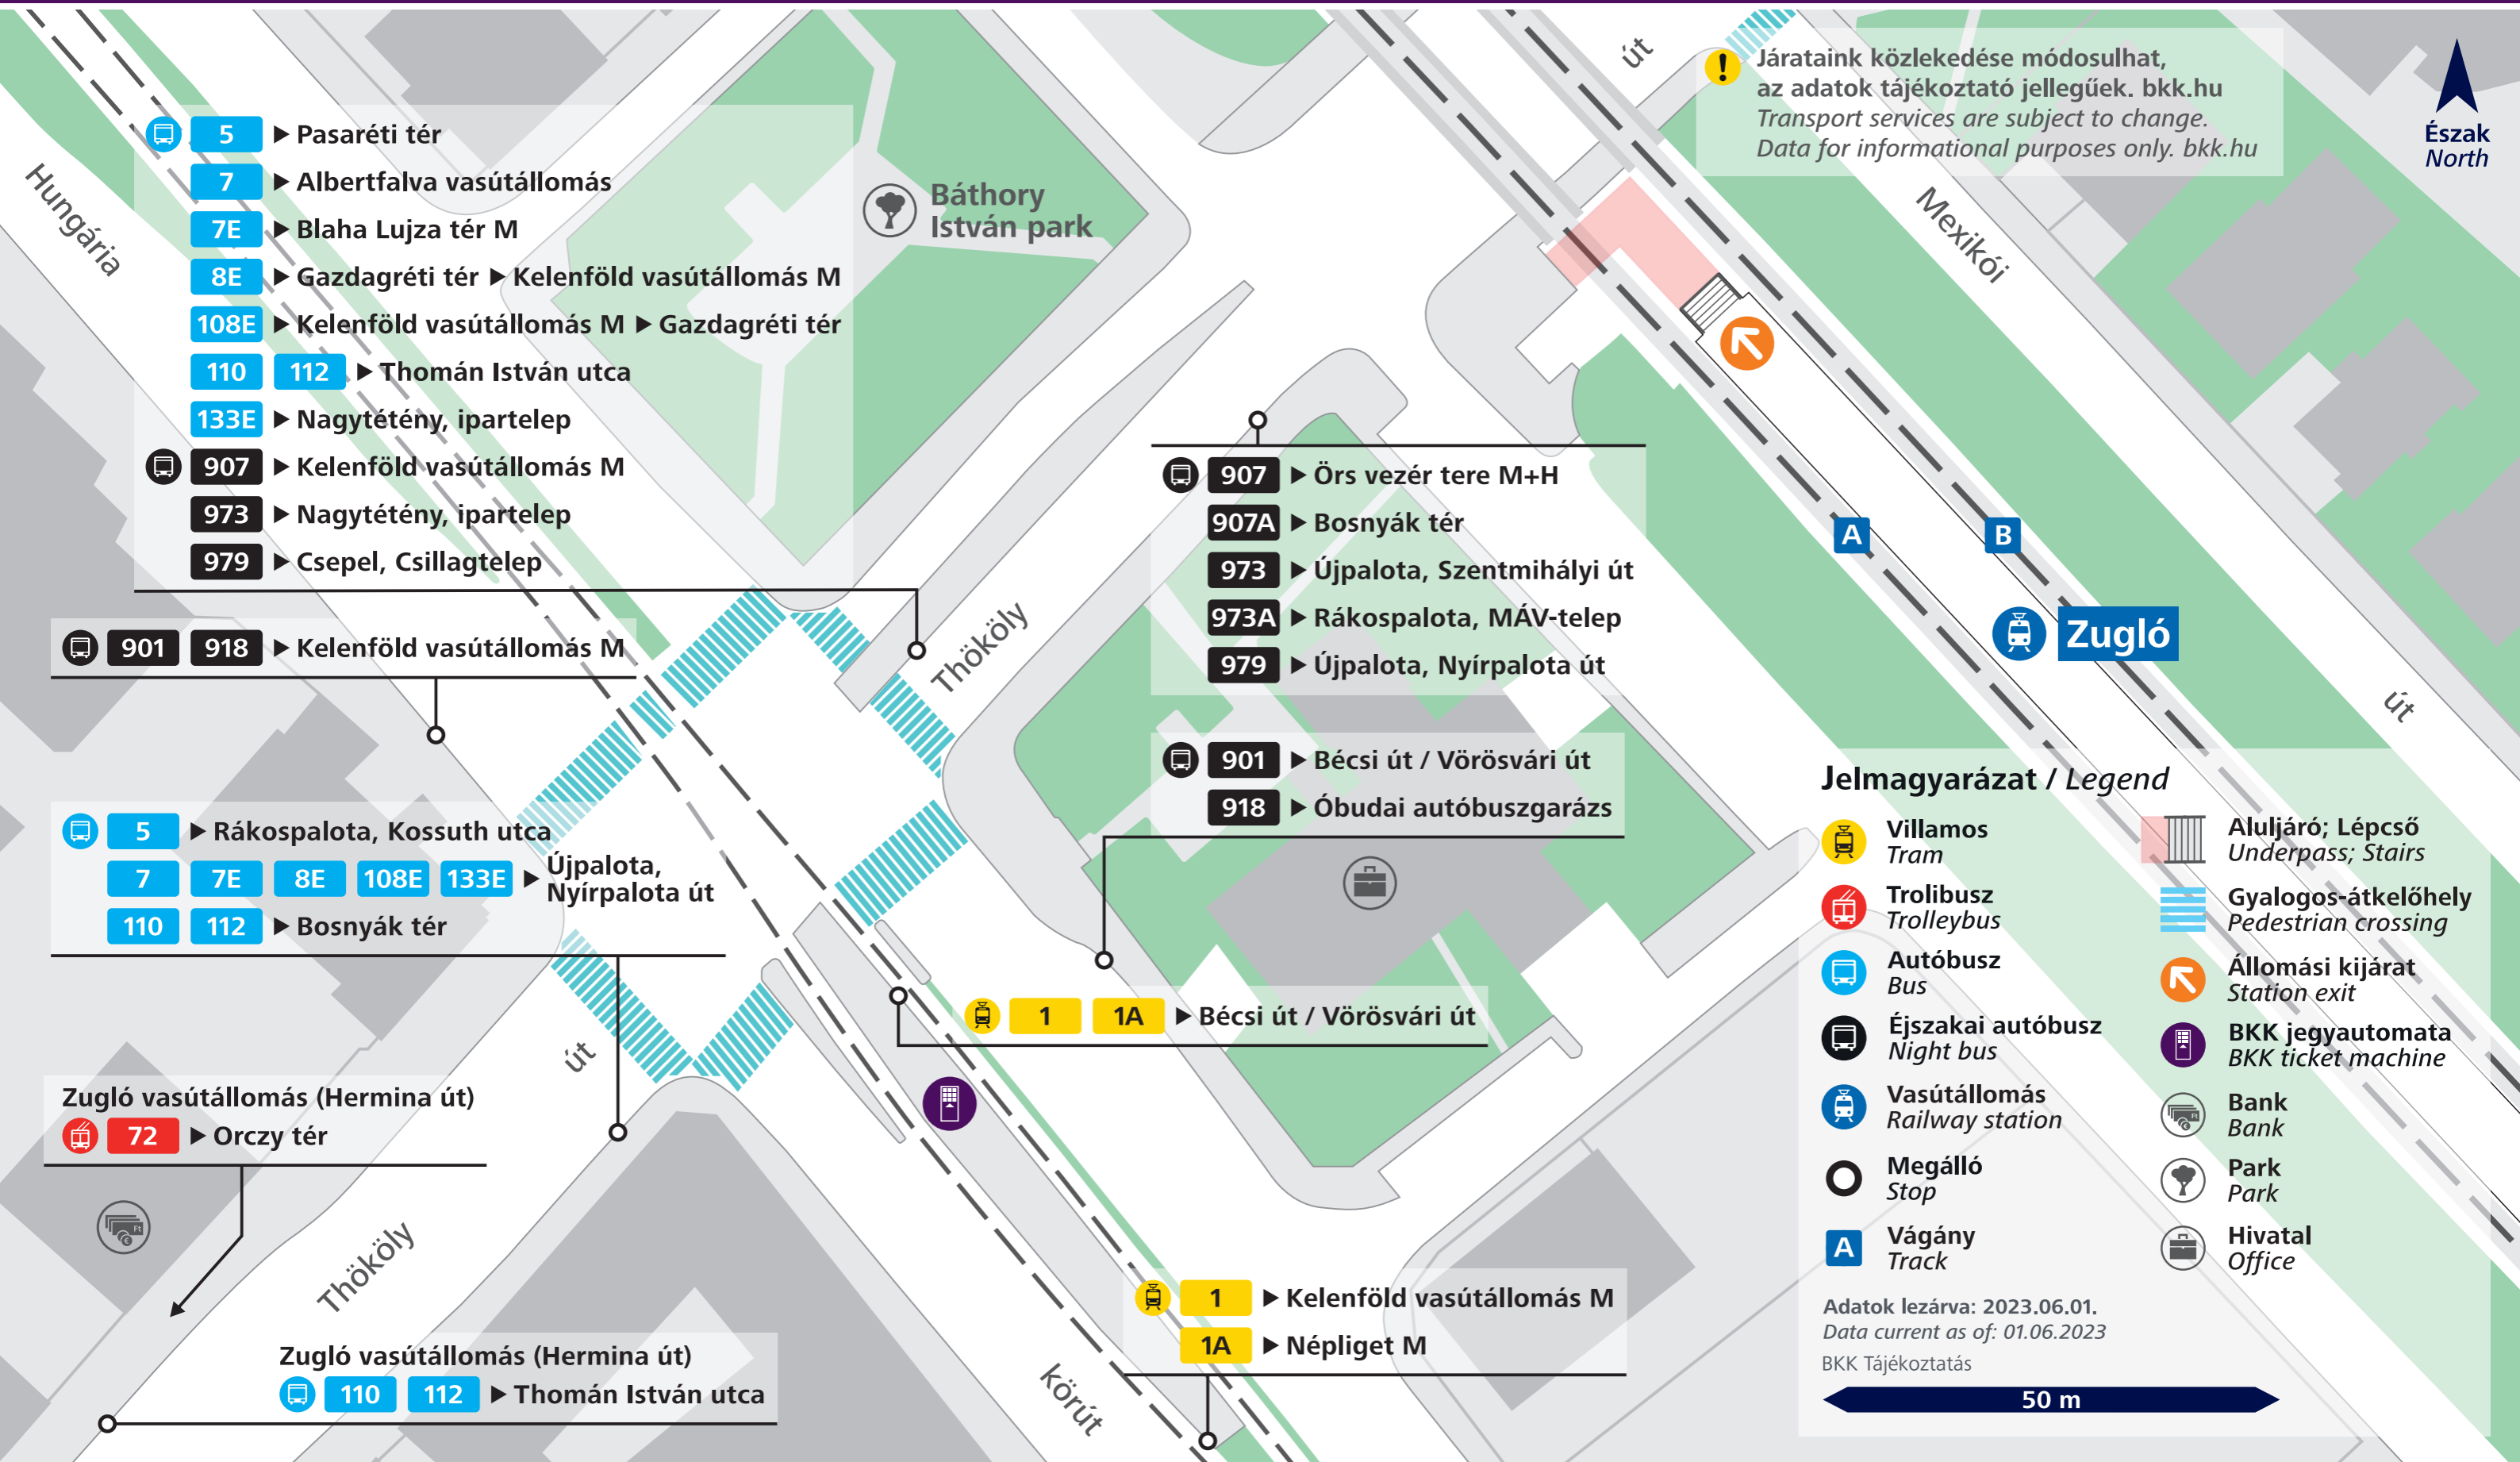 Hungária
5 ▶ Pasaréti tér
7 ▶ Albertfalva vasútállomás
7E ▶ Blaha Lujza tér M
8E ▶ Gazdagréti tér ▶ Kelenföld vasútállomás M
108E ▶ Kelenföld vasútállomás M ▶ Gazdagréti tér
110 112 ▶ Thomán István utca
133E ▶ Nagytétény, ipartelep
907 ▶ Kelenföld vasútállomás M
973 ▶ Nagytétény, ipartelep
979 ▶ Csepel, Csillagtelep
Báthory
István park
út
! Járataink közlekedése módosulhat,
az adatok tájékoztató jellegűek. bkk.hu
Transport services are subject to change.
Data for informational purposes only. bkk.hu
Észak
North
Mexikói
út
907 ▶ Örs vezér tere M+H
907A ▶ Bosnyák tér
973 ▶ Újpalota, Szentmihályi út
973A ▶ Rákospalota, MÁV-telep
979 ▶ Újpalota, Nyírpalota út
A
B
Zugló
Thököly
901 918 ▶ Kelenföld vasútállomás M
901 ▶ Bécsi út / Vörösvári út
918 ▶ Óbudai autóbuszgarázs
5 ▶ Rákospalota, Kossuth utca
7 7E 8E 108E 133E ▶ Újpalota,
Nyírpalota út
110 112 ▶ Bosnyák tér
1 1A ▶ Bécsi út / Vörösvári út
út
Zugló vasútállomás (Hermina út)
72 ▶ Orczy tér
Ft
€
Thököly
Zugló vasútállomás (Hermina út)
110 112 ▶ Thomán István utca
1 ▶ Kelenföld vasútállomás M
1A ▶ Népliget M
körút
Jelmagyarázat / Legend
Villamos
Tram
Trolibusz
Trolleybus
Autóbusz
Bus
Éjszakai autóbusz
Night bus
Vasútállomás
Railway station
Megálló
Stop
A Vágány
Track
Aluljáró; Lépcső
Underpass; Stairs
Gyalogos-átkelőhely
Pedestrian crossing
Állomási kijárat
Station exit
BKK jegyautomata
BKK ticket machine
Ft
€
Bank
Bank
Park
Park
Hivatal
Office
Adatok lezárva: 2023.06.01.
Data current as of: 01.06.2023
BKK Tájékoztatás
50 m